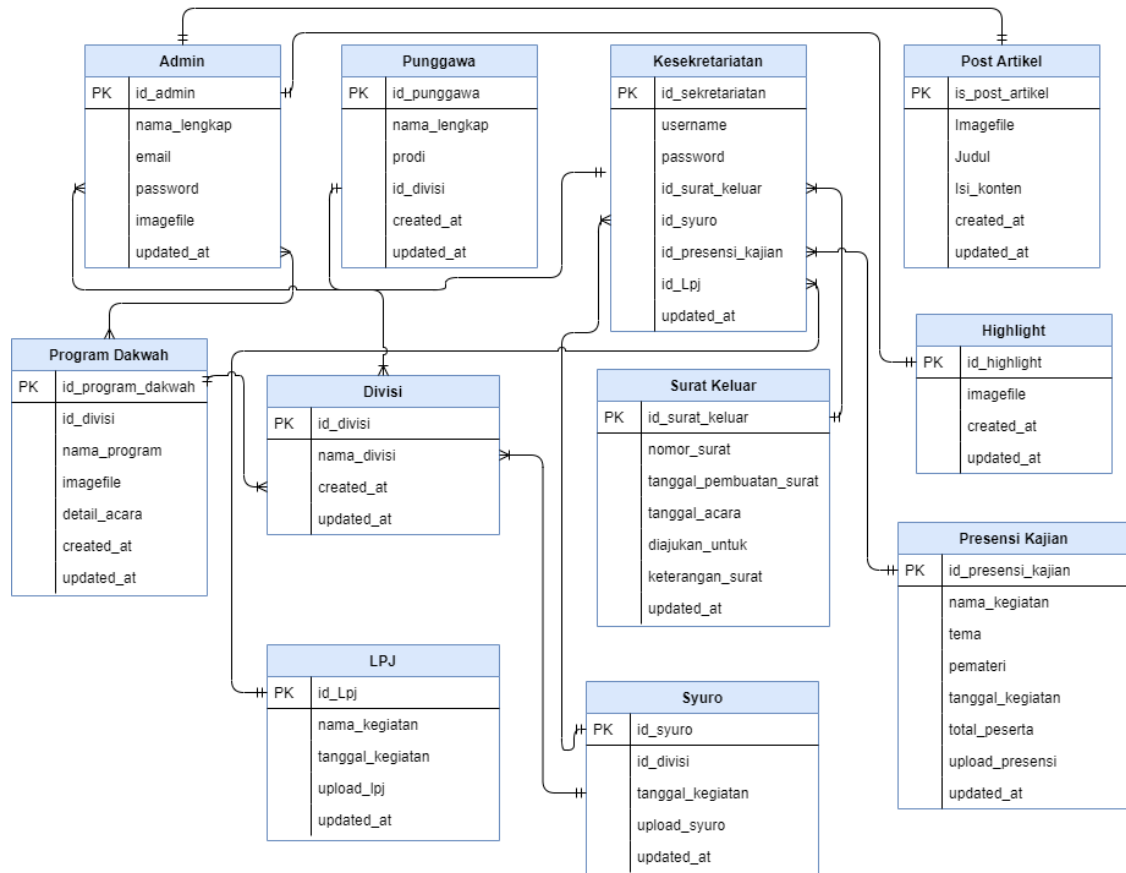 Admin
PK id_admin
nama_lengkap
email
password
imagefile
updated_at
Punggawa
PK id_punggawa
nama_lengkap
prodi
id_divisi
created_at
updated_at
Kesekretariatan
PK id_sekretariatan
username
password
id_surat_keluar
id_syuro
id_presensi_kajian
id_Lpj
updated_at
Post Artikel
PK is_post_artikel
Imagefile
Judul
Isi_konten
created_at
updated_at
Program Dakwah
PK id_program_dakwah
id_divisi
nama_program
imagefile
detail_acara
created_at
updated_at
Divisi
PK id_divisi
nama_divisi
created_at
updated_at
Surat Keluar
PK id_surat_keluar
nomor_surat
tanggal_pembuatan_surat
tanggal_acara
diajukan_untuk
keterangan_surat
updated_at
Highlight
PK id_highlight
imagefile
created_at
updated_at
Presensi Kajian
PK id_presensi_kajian
nama_kegiatan
tema
pemateri
tanggal_kegiatan
total_peserta
upload_presensi
updated_at
LPJ
PK id_Lpj
nama_kegiatan
tanggal_kegiatan
upload_lpj
updated_at
Syuro
PK id_syuro
id_divisi
tanggal_kegiatan
upload_syuro
updated_at